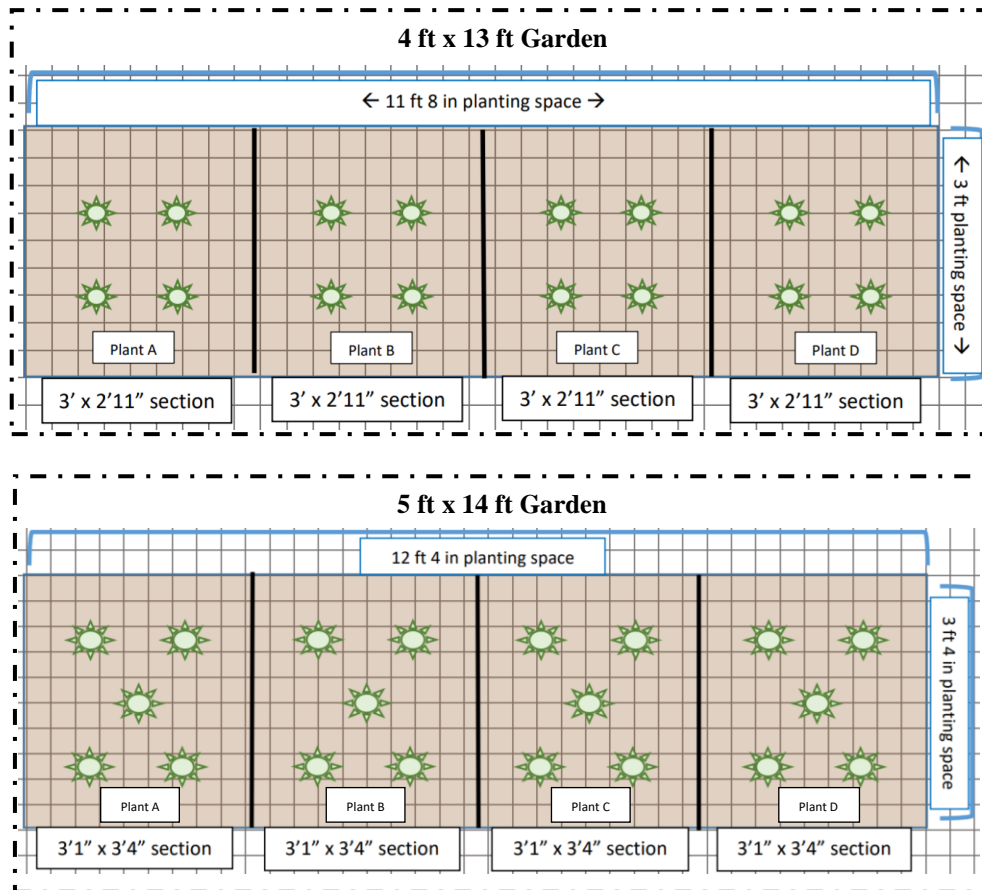 4 ft x 13 ft Garden
← 11 ft 8 in planting space →
← 3 ft planting space →
Plant A
Plant B
Plant C
Plant D
3’ x 2’11” section
3’ x 2’11” section
3’ x 2’11” section
3’ x 2’11” section
5 ft x 14 ft Garden
12 ft 4 in planting space
3 ft 4 in planting space
Plant A
Plant B
Plant C
Plant D
3’1” x 3’4” section
3’1” x 3’4” section
3’1” x 3’4” section
3’1” x 3’4” section